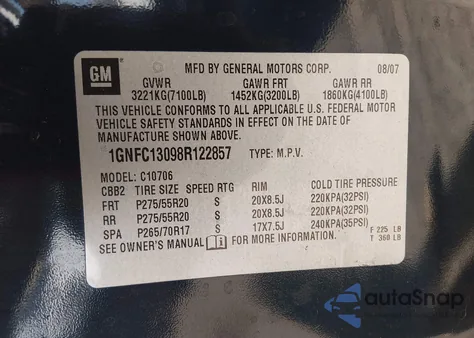 GM
MFD BY GENERAL MOTORS CORP. 08/07
GVWR GAWR FRT GAWR RR
3221KG(7100LB) 1452KG(3200LB) 1860KG(4100LB)
THIS VEHICLE CONFORMS TO ALL APPLICABLE U.S. FEDERAL MOTOR
VEHICLE SAFETY STANDARDS IN EFFECT ON THE DATE OF
MANUFACTURE SHOWN ABOVE.
1GNFC13098R122857 TYPE: M.P.V.
MODEL: C10706
CBB2 TIRE SIZE SPEED RTG RIM COLD TIRE PRESSURE
FRT P275/55R20 S 20X8.5J 220KPA(32PSI)
RR P275/55R20 S 20X8.5J 220KPA(32PSI)
SPA P265/70R17 S 17X7.5J 240KPA(35PSI)
F 225 LB
T 360 LB
SEE OWNER'S MANUAL FOR MORE INFORMATION.
autoSnap